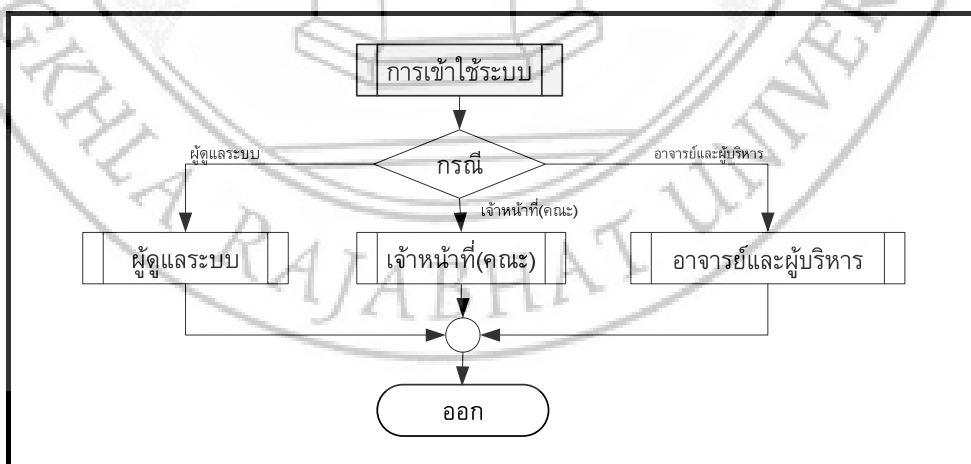 การเข้าใช้ระบบ
ผู้ดูแลระบบ
กรณี
อาจารย์และผู้บริหาร
เจ้าหน้าที่(คณะ)
ผู้ดูแลระบบ
เจ้าหน้าที่(คณะ)
อาจารย์และผู้บริหาร
ออก
GKHLA RAJABHAT UNIVER